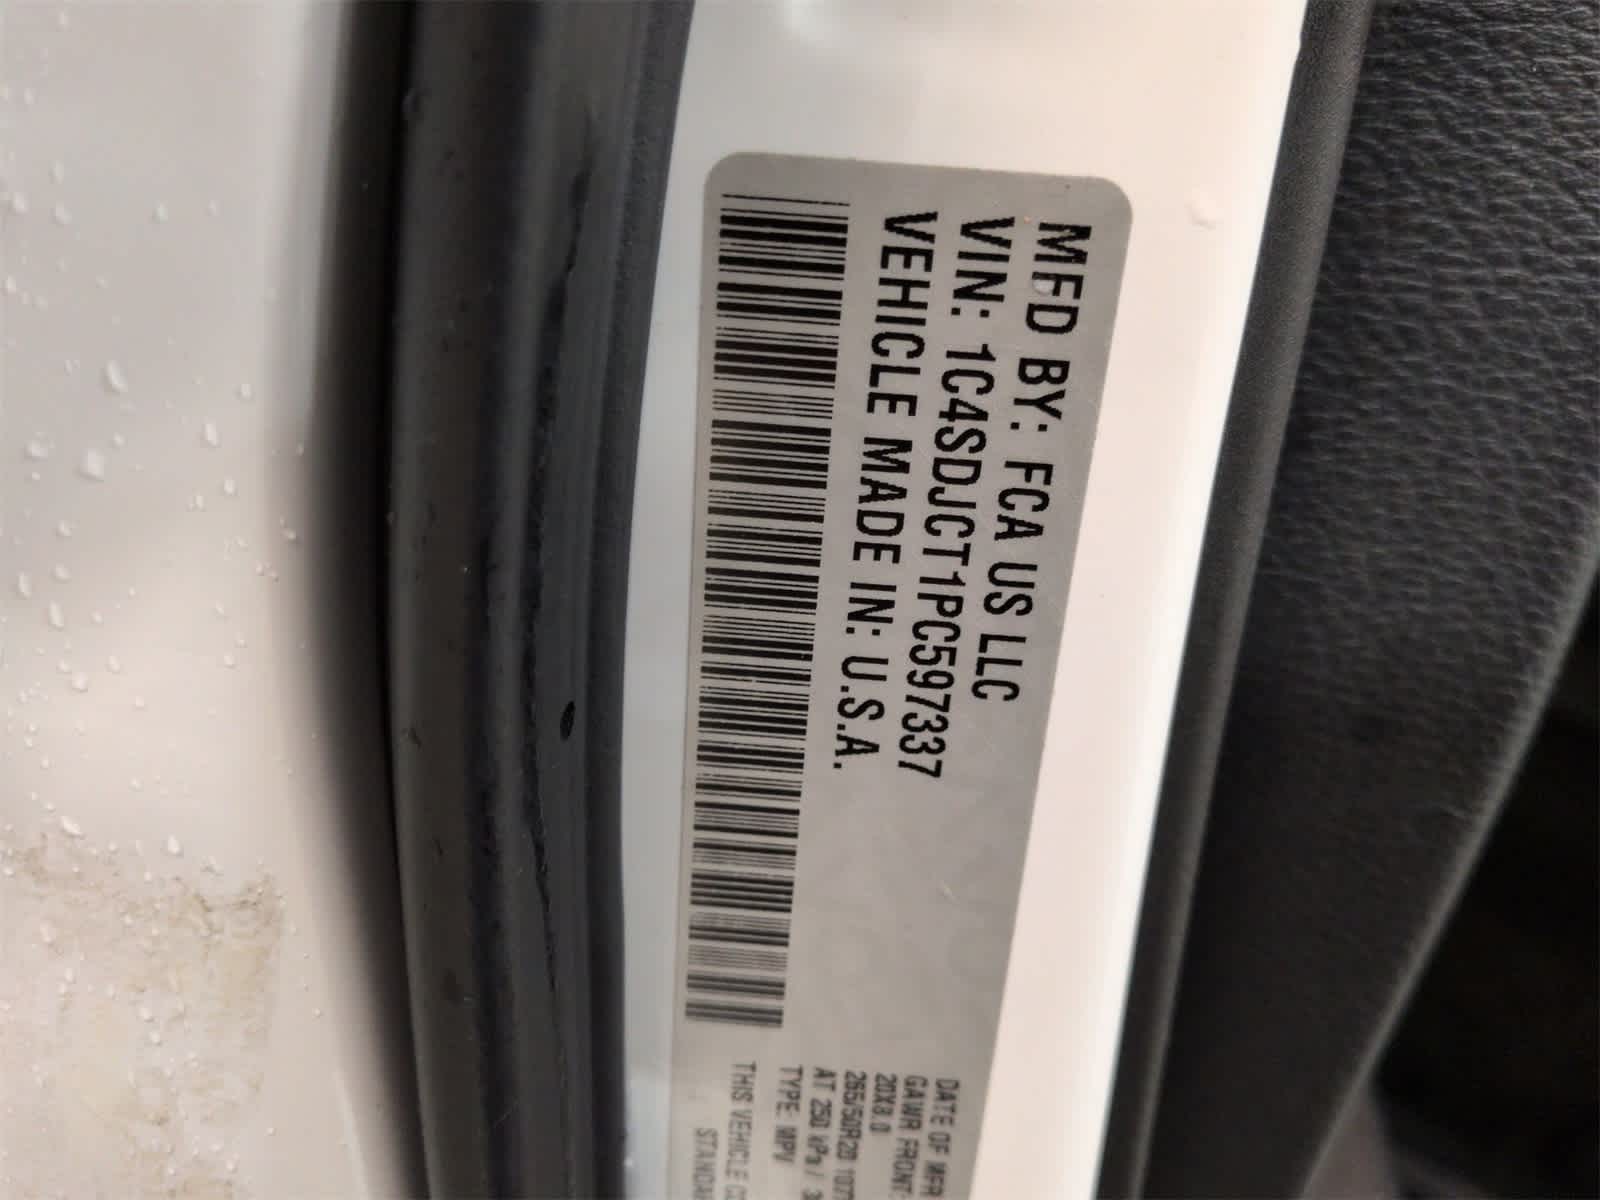 MFD BY: FCA US LLC
VIN: 1C4SDJCT1PC597337
VEHICLE MADE IN: U.S.A.
DATE OF MFR
GAWR FRONT:
20X8.0
265/50R20 107
AT 250 kPa /
TYPE: MPV
THIS VEHICLE